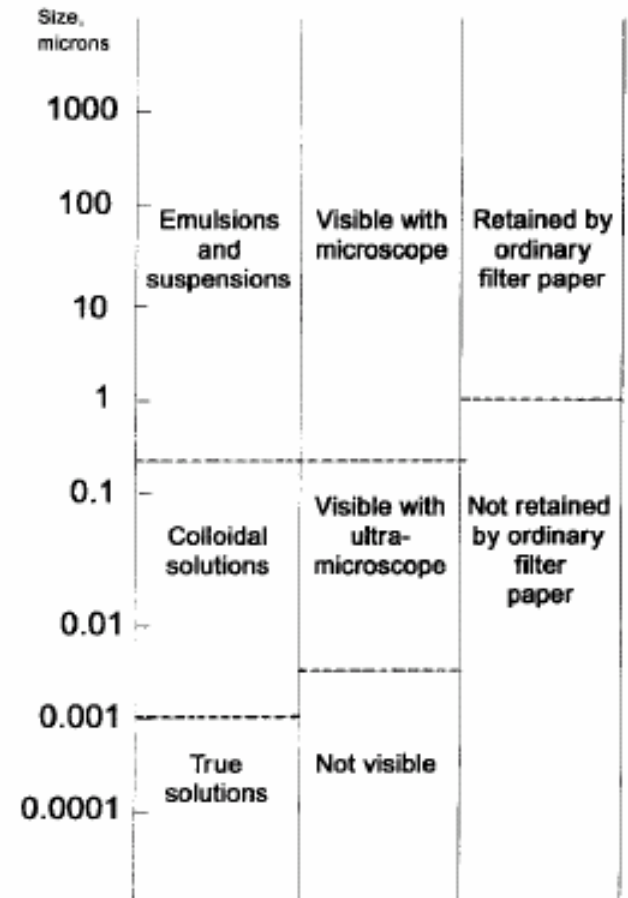 Size,
microns
1000
100
10
1
0.1
0.01
0.001
0.0001
Emulsions
and
suspensions
Visible with
microscope
Retained by
ordinary
filter paper
Colloidal
solutions
Visible with
ultra-
microscope
Not retained
by ordinary
filter
paper
True
solutions
Not visible